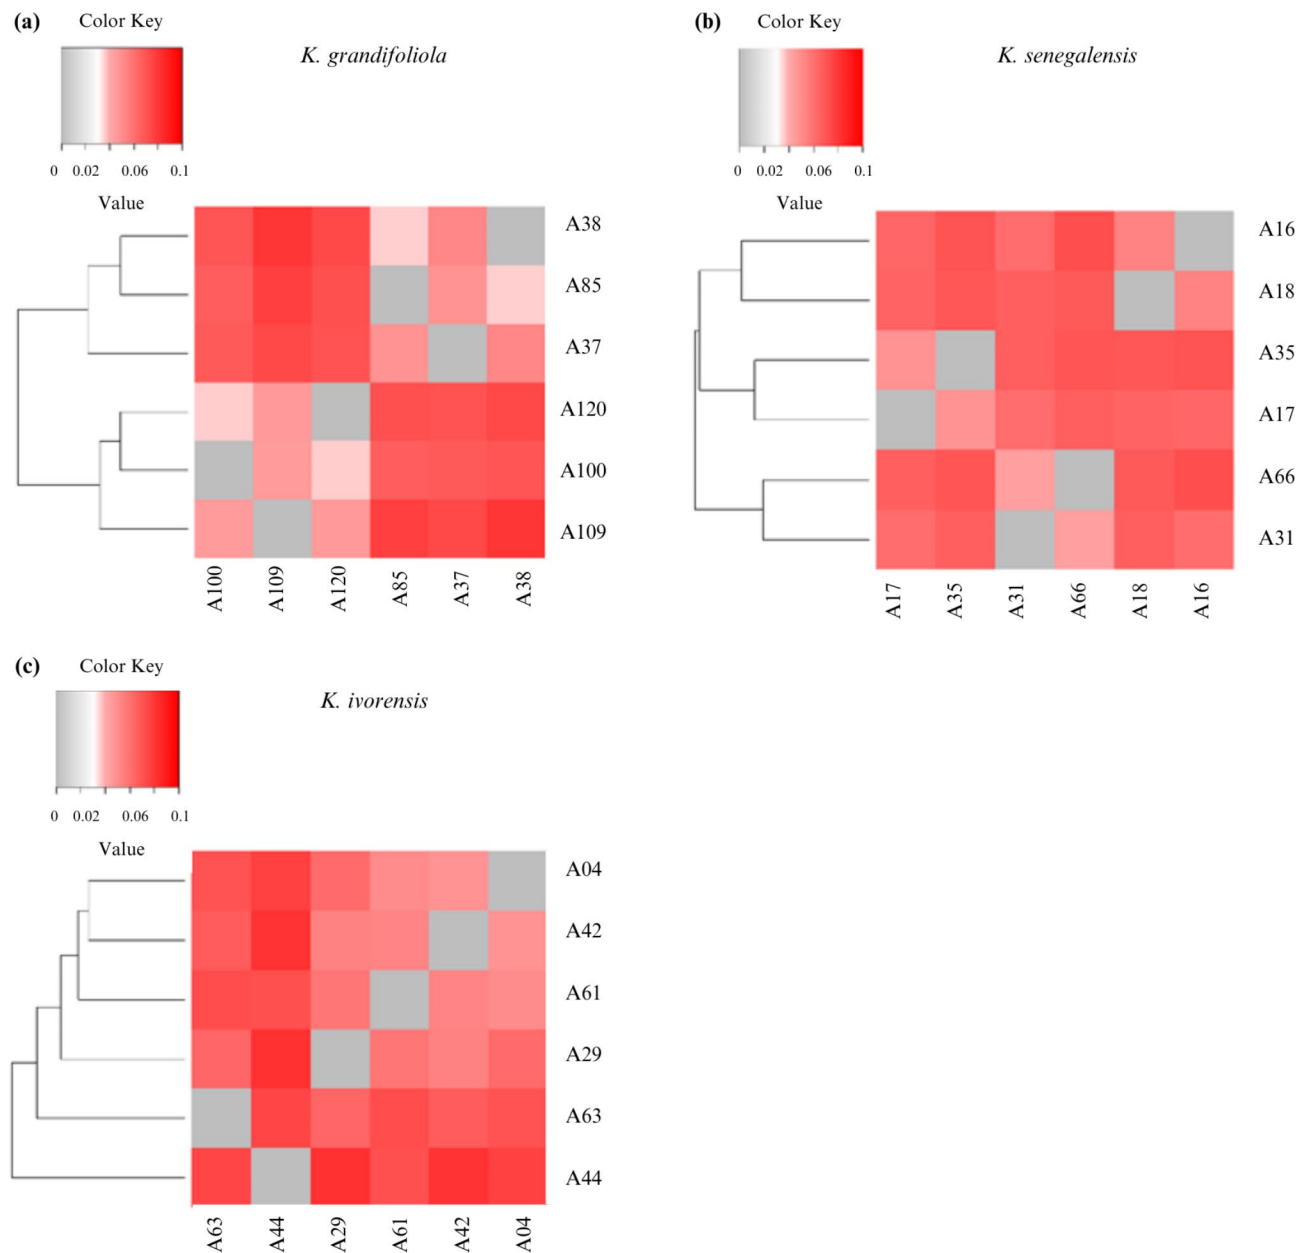 (a) Color Key
K. grandifoliola
0 0.02 0.06 0.1
Value
A38
A85
A37
A120
A100
A109
A100 A109 A120 A85 A37 A38
(b) Color Key
K. senegalensis
0 0.02 0.06 0.1
Value
A16
A18
A35
A17
A66
A31
A17 A35 A31 A66 A18 A16
(c) Color Key
K. ivorensis
0 0.02 0.06 0.1
Value
A04
A42
A61
A29
A63
A44
A63 A44 A29 A61 A42 A04